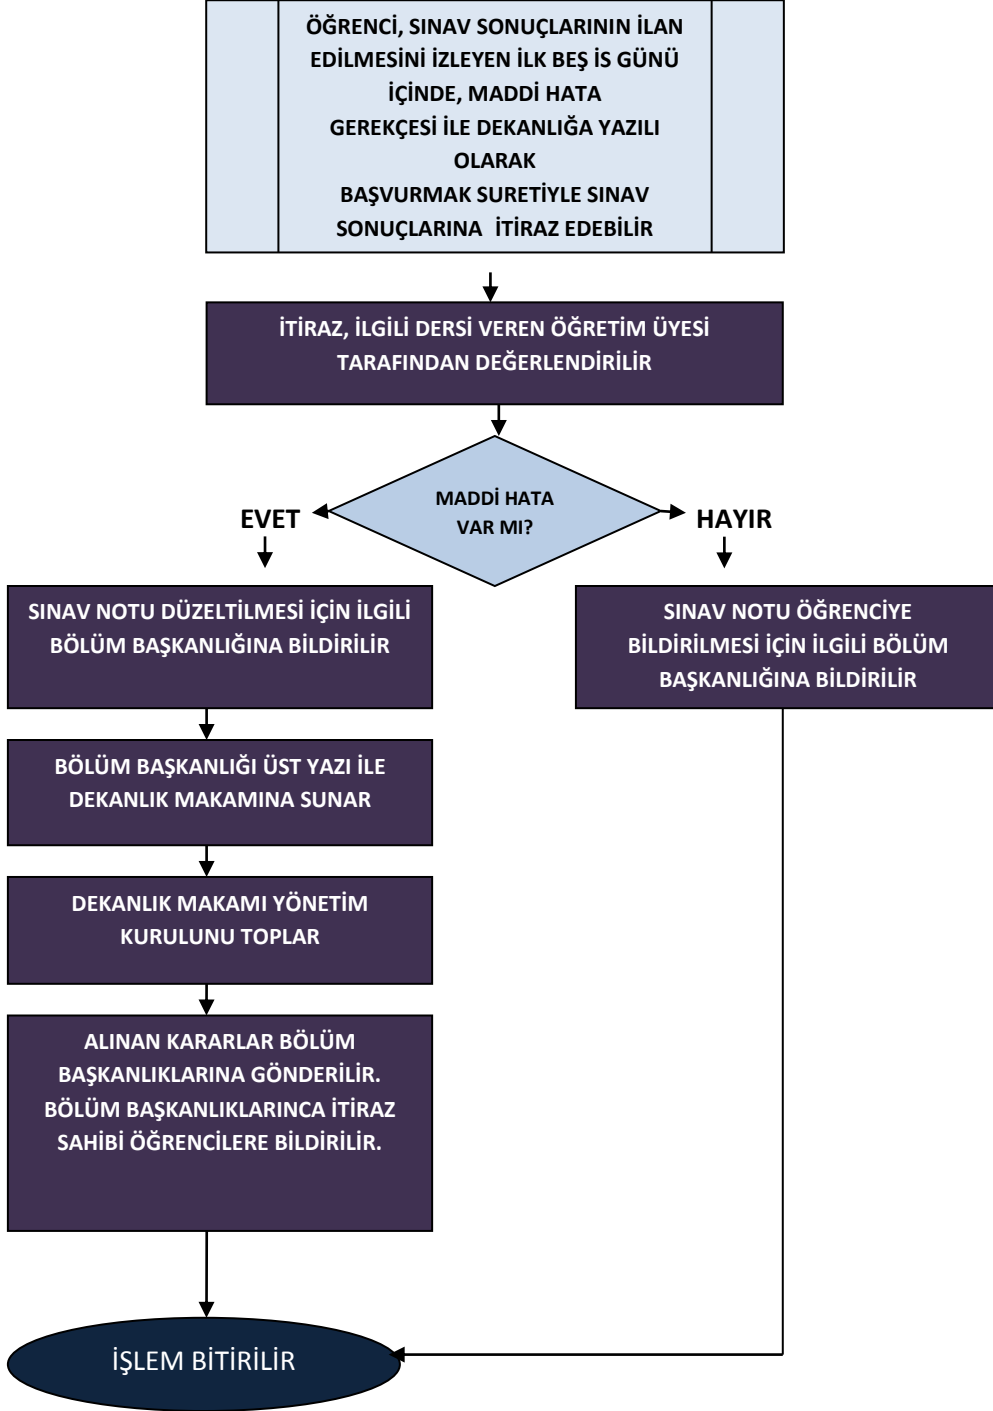 ÖĞRENCİ, SINAV SONUÇLARININ İLAN
EDİLMESİNİ İZLEYEN İLK BEŞ İS GÜNÜ
İÇİNDE, MADDİ HATA
GEREKÇESİ İLE DEKANLIĞA YAZILI
OLARAK
BAŞVURMAK SURETİYLE SINAV
SONUÇLARINA İTİRAZ EDEBİLİR
İTİRAZ, İLGİLİ DERSİ VEREN ÖĞRETİM ÜYESİ
TARAFINDAN DEĞERLENDİRİLİR
MADDİ HATA
VAR MI?
EVET
HAYIR
SINAV NOTU DÜZELTİLMESİ İÇİN İLGİLİ
BÖLÜM BAŞKANLIĞINA BİLDİRİLİR
SINAV NOTU ÖĞRENCİYE
BİLDİRİLMESİ İÇİN İLGİLİ BÖLÜM
BAŞKANLIĞINA BİLDİRİLİR
BÖLÜM BAŞKANLIĞI ÜST YAZI İLE
DEKANLIK MAKAMINA SUNAR
DEKANLIK MAKAMI YÖNETİM
KURULUNU TOPLAR
ALINAN KARARLAR BÖLÜM
BAŞKANLIKLARINA GÖNDERİLİR.
BÖLÜM BAŞKANLIKLARINCA İTİRAZ
SAHİBİ ÖĞRENCİLERE BİLDİRİLİR.
İŞLEM BİTİRİLİR